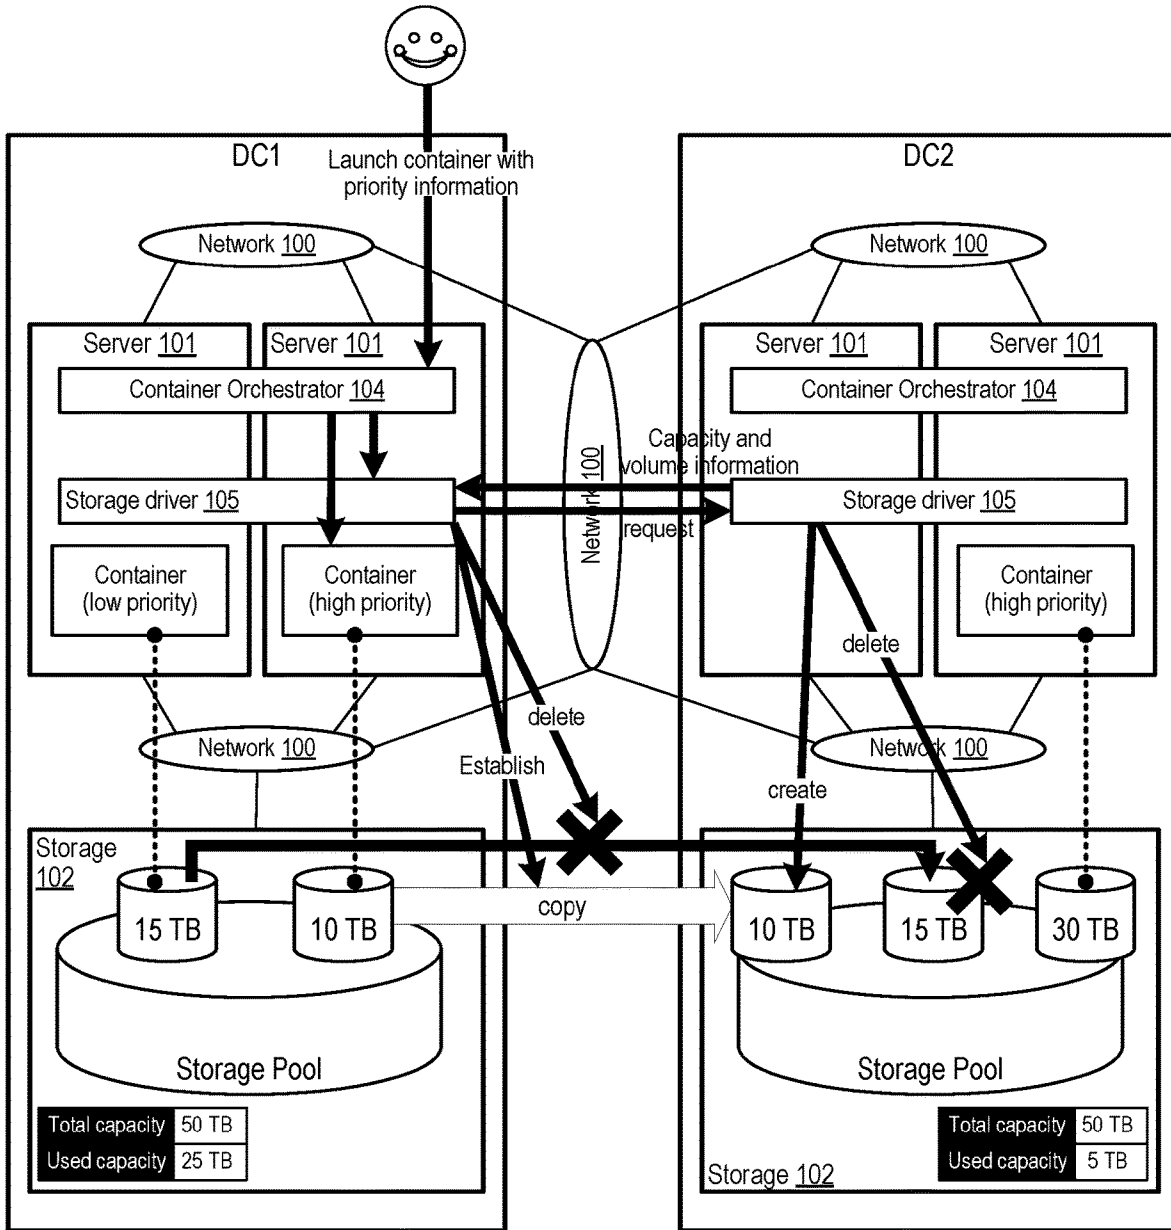 DC1
DC2
Launch container with
priority information
Network 100
Network 100
Server 101
Server 101
Server 101
Server 101
Container Orchestrator 104
Container Orchestrator 104
Network 100
Capacity and
volume information
Storage driver 105
Storage driver 105
request
Container
(low priority)
Container
(high priority)
Container
(high priority)
delete
delete
Network 100
Network 100
Establish
create
Storage
102
copy
15 TB
10 TB
10 TB
15 TB
30 TB
Storage Pool
Storage Pool
Total capacity 50 TB
Used capacity 25 TB
Total capacity 50 TB
Used capacity 5 TB
Storage 102